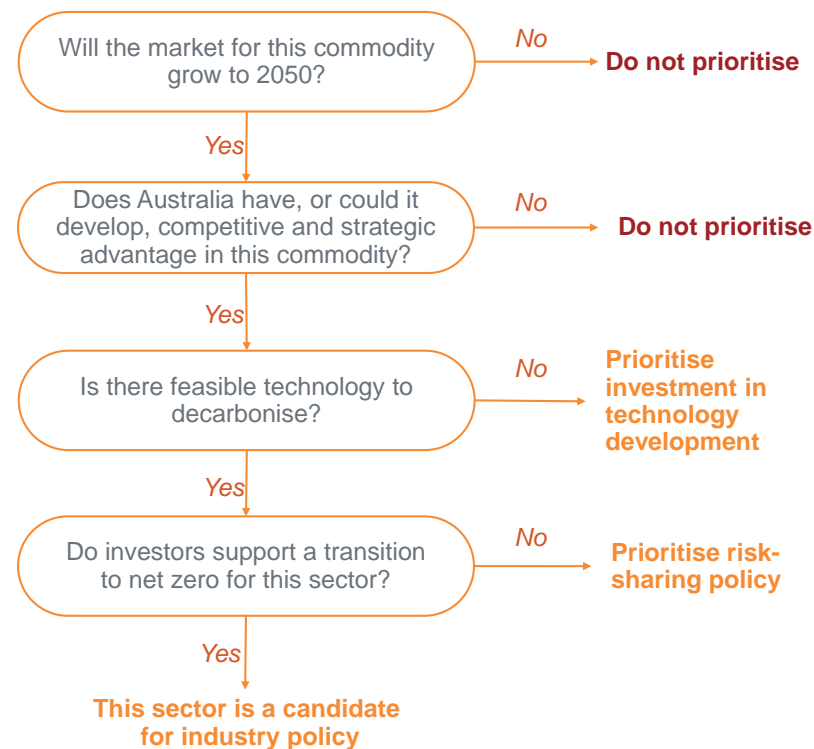 Will the market for this commodity
grow to 2050?
No
Do not prioritise
Yes
Does Australia have, or could it
develop, competitive and strategic
advantage in this commodity?
No
Do not prioritise
Yes
Is there feasible technology to
decarbonise?
No
Prioritise
investment in
technology
development
Yes
Do investors support a transition
to net zero for this sector?
No
Prioritise risk-
sharing policy
Yes
This sector is a candidate
for industry policy